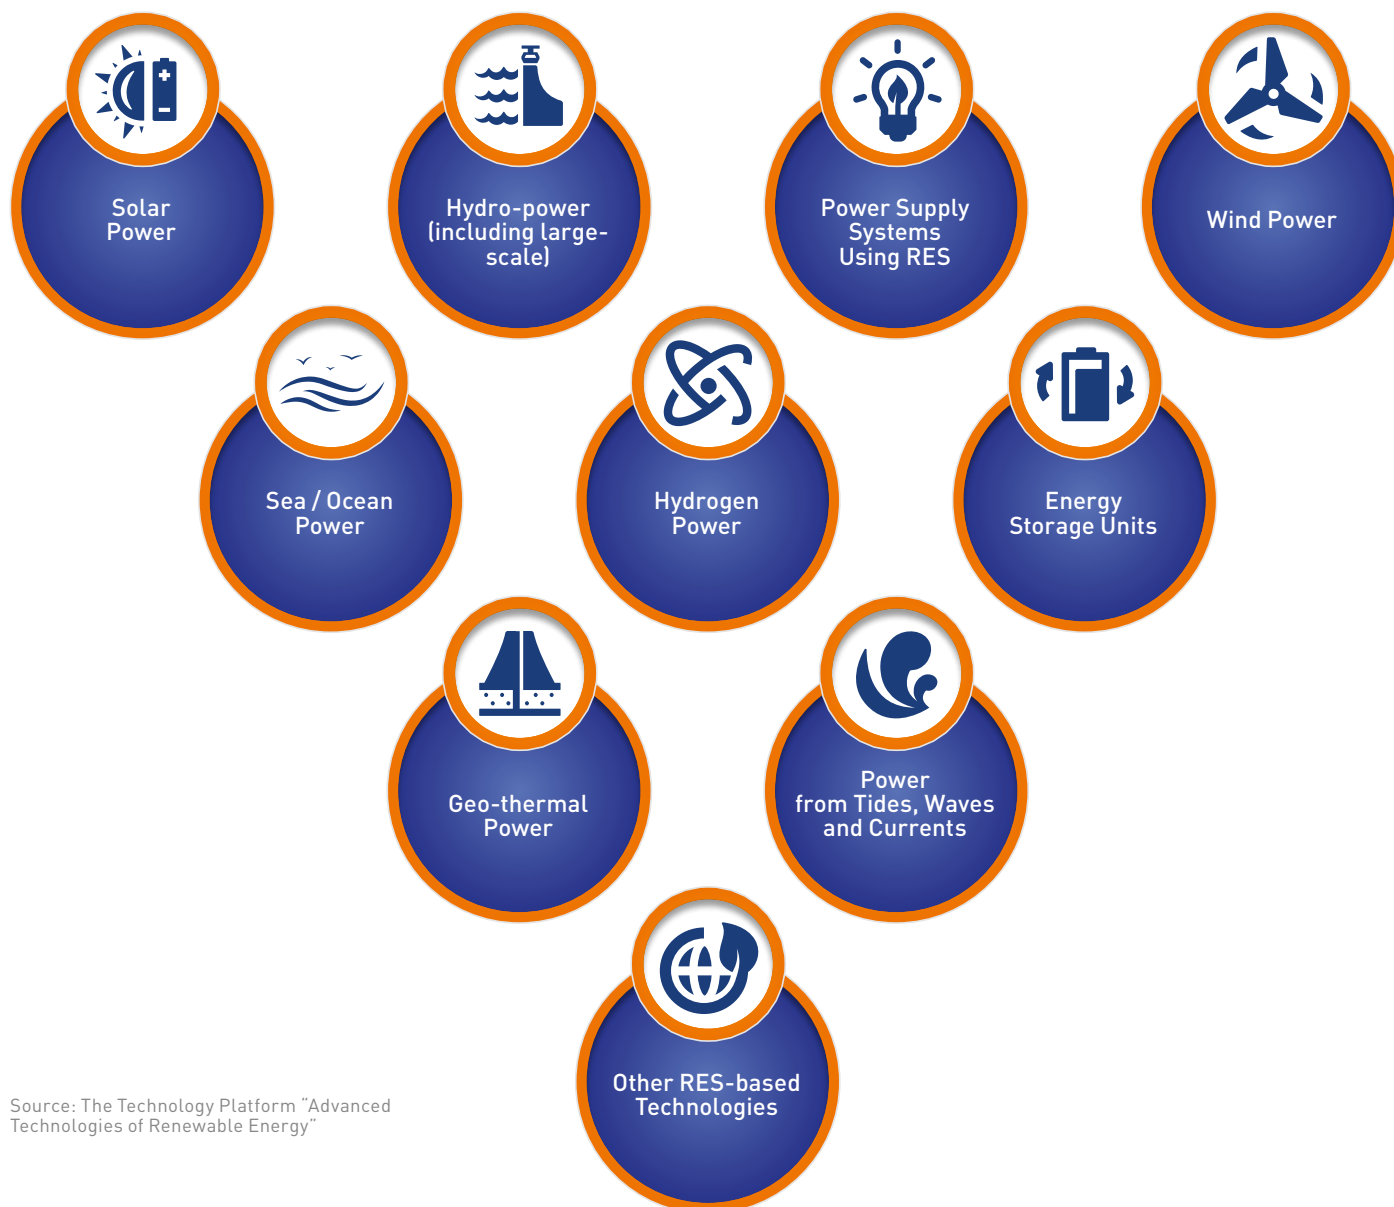 Solar
Power
Hydro-power
(including large-
scale)
Power Supply
Systems
Using RES
Wind Power
Sea / Ocean
Power
Hydrogen
Power
Energy
Storage Units
Geo-thermal
Power
Power
from Tides, Waves
and Currents
Other RES-based
Technologies
Source: The Technology Platform “Advanced
Technologies of Renewable Energy”